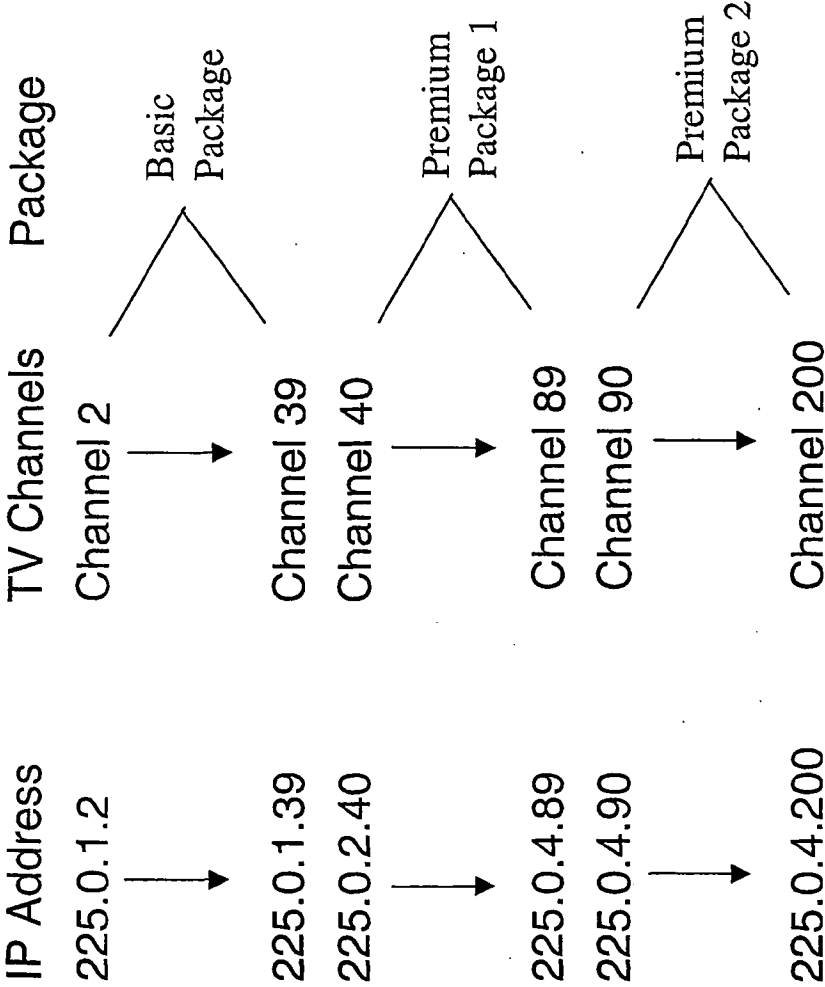 IP Address TV Channels Package
225.0.1.2 Channel 2
Basic
Package
225.0.1.39 Channel 39
225.0.2.40 Channel 40
Premium
Package 1
225.0.4.89 Channel 89
225.0.4.90 Channel 90
Premium
Package 2
225.0.4.200 Channel 200